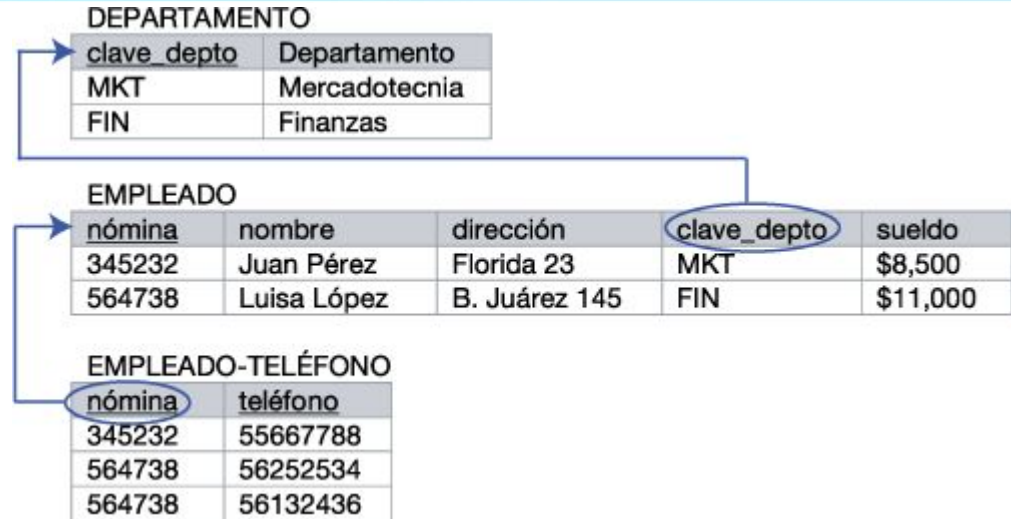 DEPARTAMENTO
clave_depto Departamento
MKT Mercadotecnia
FIN Finanzas
EMPLEADO
nómina nombre dirección clave_depto sueldo
345232 Juan Pérez Florida 23 MKT $8,500
564738 Luisa López B. Juárez 145 FIN $11,000
EMPLEADO-TELÉFONO
nómina teléfono
345232 55667788
564738 56252534
564738 56132436